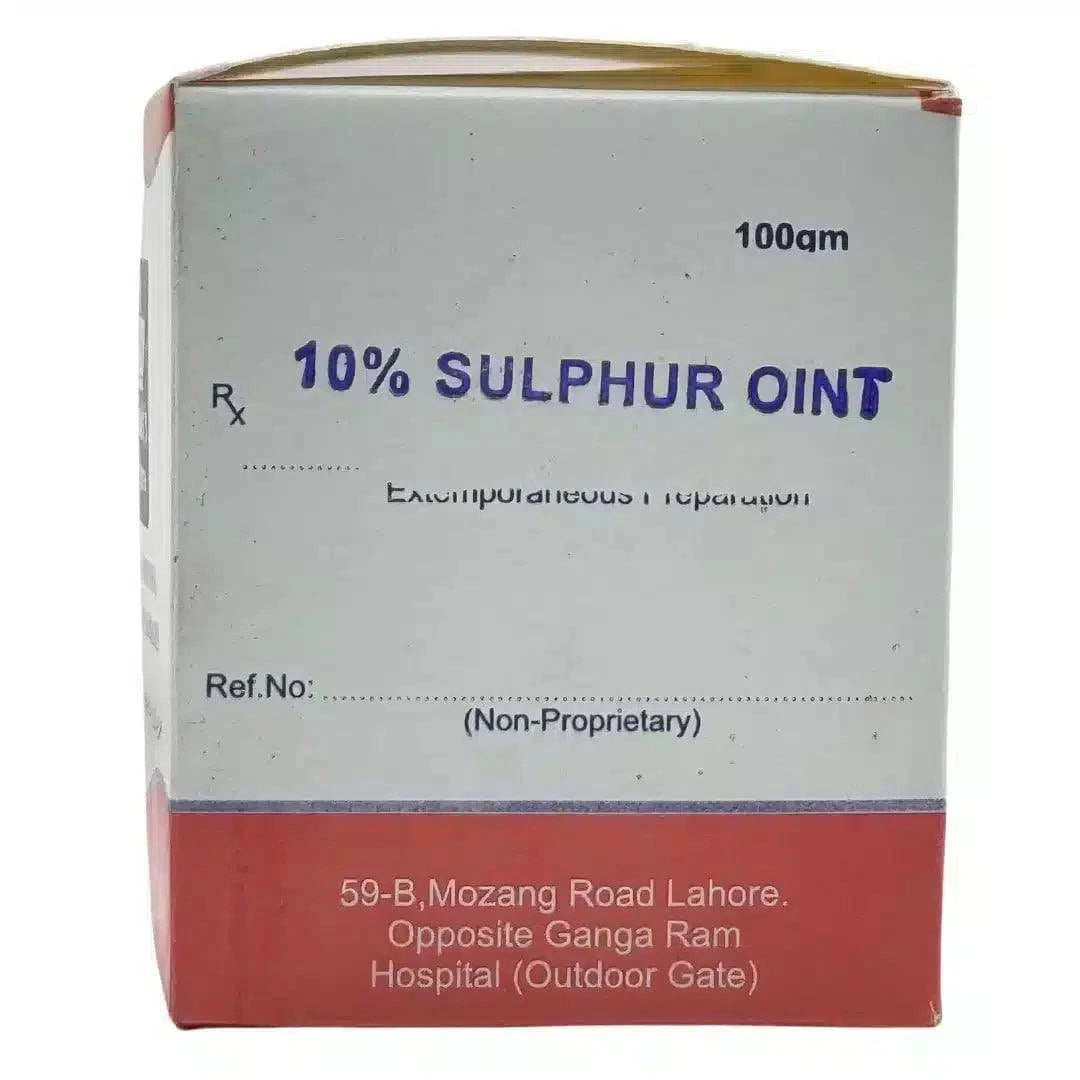 100gm
10% SULPHUR OINT
Rx
Extemporaneous Preparation
Ref.No:
(Non-Proprietary)
59-B,Mozang Road Lahore.
Opposite Ganga Ram
Hospital (Outdoor Gate)